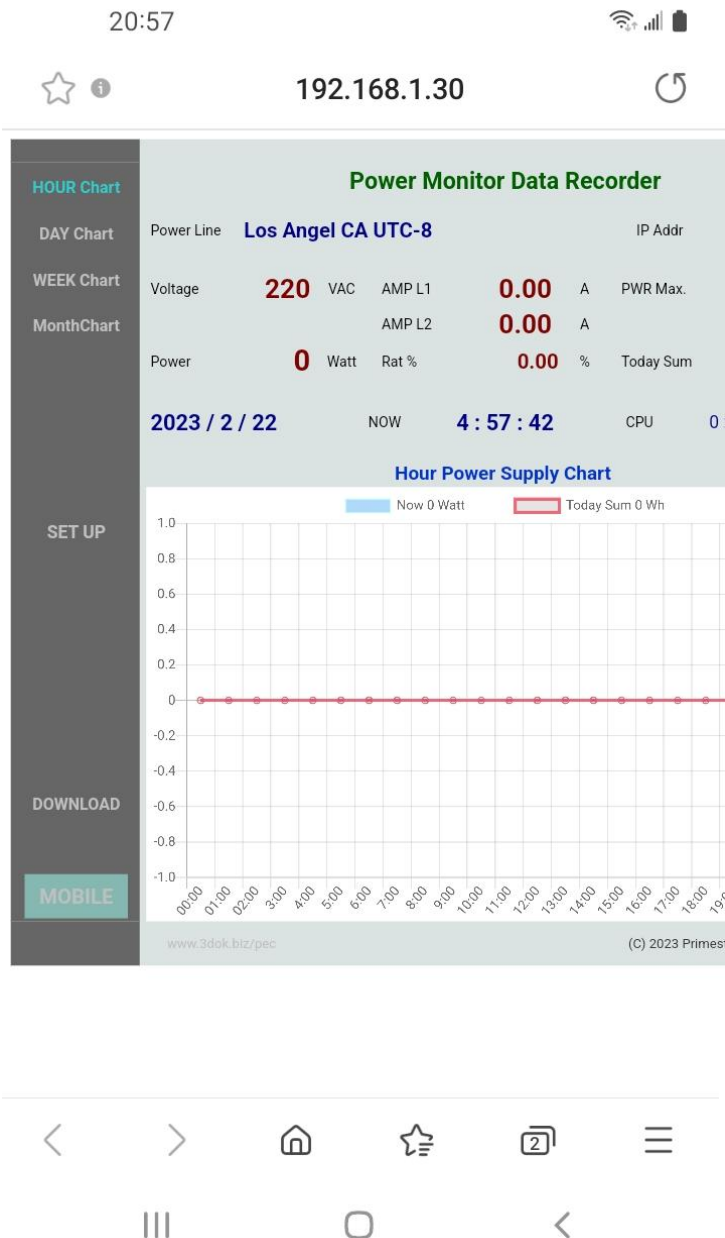 20:57
192.168.1.30
Power Monitor Data Recorder
HOUR Chart
DAY Chart
WEEK Chart
MonthChart
SET UP
DOWNLOAD
MOBILE
Power Line Los Angel CA UTC-8 IP Addr
Voltage 220 VAC AMP L1 0.00 A PWR Max.
AMP L2 0.00 A
Power 0 Watt Rat % 0.00 % Today Sum
2023 / 2 / 22 NOW 4 : 57 : 42 CPU 0
Hour Power Supply Chart
Now 0 Watt Today Sum 0 Wh
1.0
0.8
0.6
0.4
0.2
0
-0.2
-0.4
-0.6
-0.8
-1.0
00:00 01:00 02:00 3:00 4:00 5:00 6:00 7:00 8:00 9:00 10:00 11:00 12:00 13:00 14:00 15:00 16:00 17:00 18:00
www.3dok.biz/pec (C) 2023 Primes
2